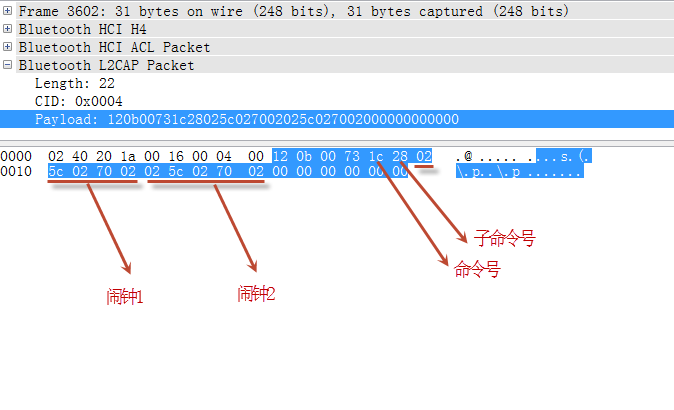 Frame 3602: 31 bytes on wire (248 bits), 31 bytes captured (248 bits)
Bluetooth HCI H4
Bluetooth HCI ACL Packet
Bluetooth L2CAP Packet
Length: 22
CID: 0x0004
Payload: 120b00731c28025c027002025c027002000000000000
0000 02 40 20 1a 00 16 00 04 00 12 0b 00 73 1c 28 02 .@ ..... ....s.(.
0010 5c 02 70 02 02 5c 02 70 02 00 00 00 00 00 00 \.p..\.p .......
子命令号
命令号
闹钟1
闹钟2